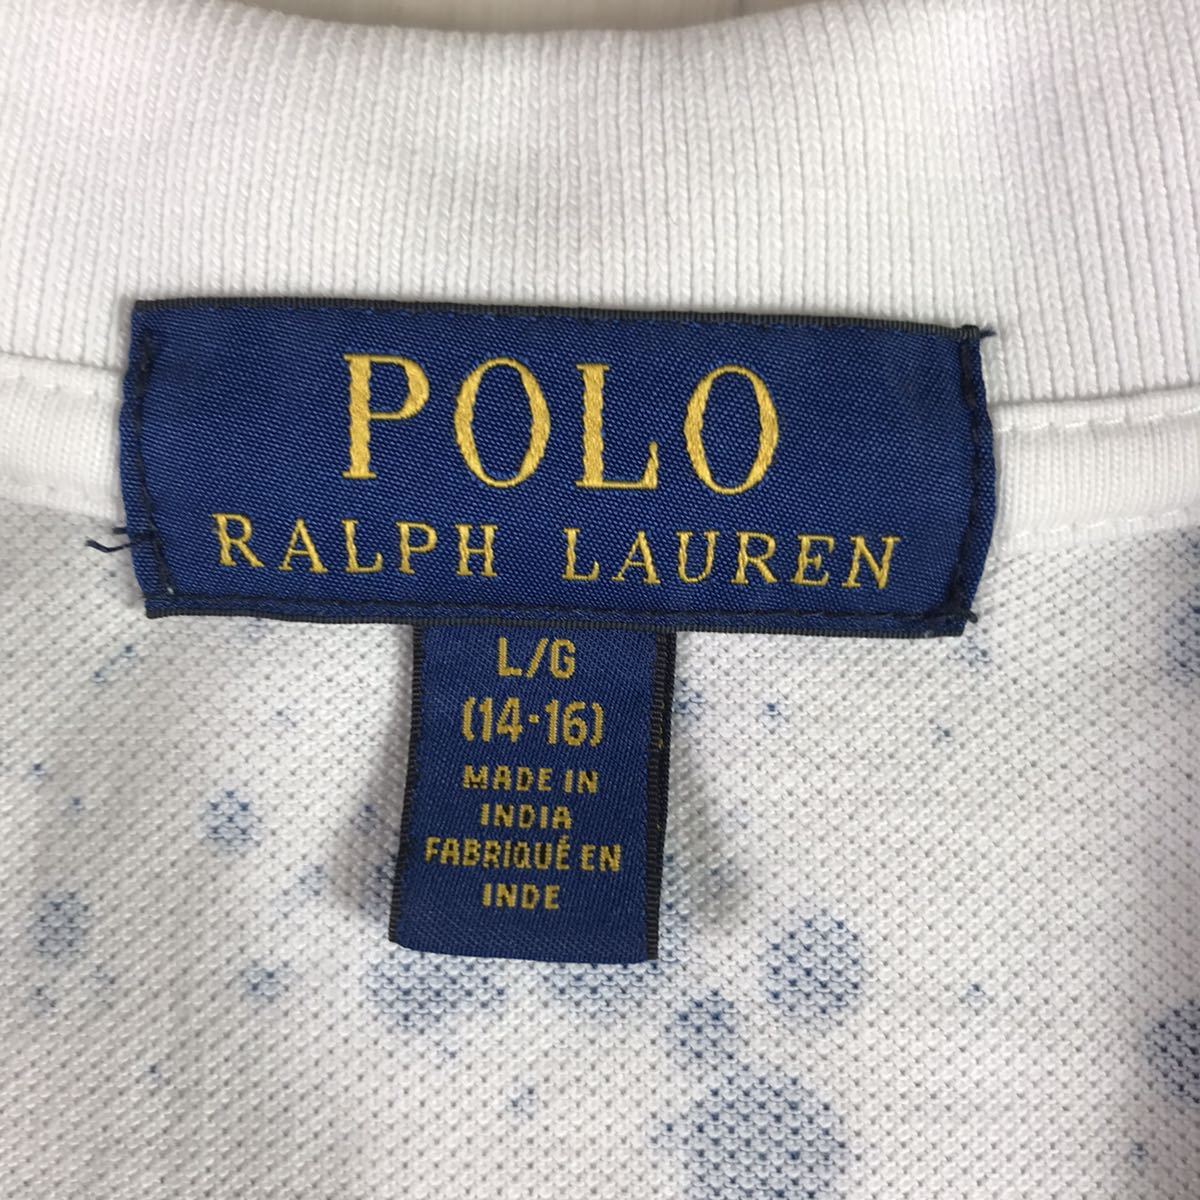 POLO
RALPH LAUREN
L/G
(14·16)
MADE IN
INDIA
FABRIQUÉ EN
INDE